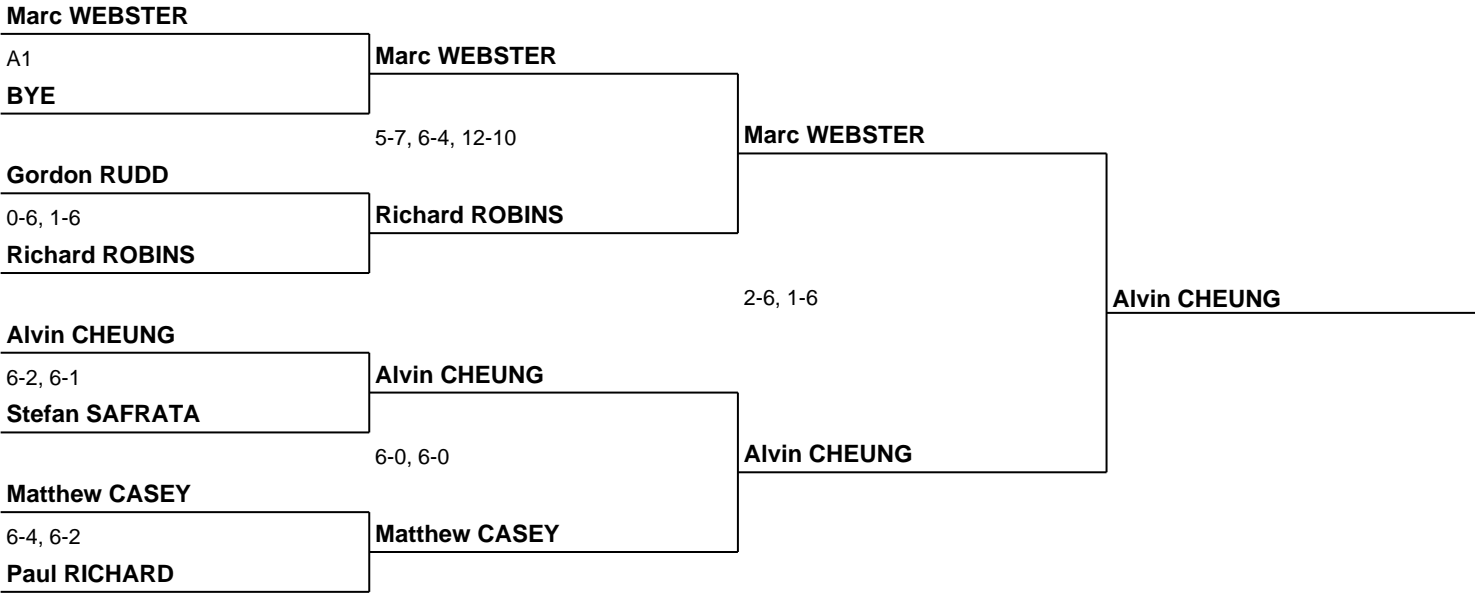 Marc WEBSTER
A1
BYE
Marc WEBSTER
5-7, 6-4, 12-10
Marc WEBSTER
Gordon RUDD
0-6, 1-6
Richard ROBINS
Richard ROBINS
2-6, 1-6
Alvin CHEUNG
Alvin CHEUNG
6-2, 6-1
Stefan SAFRATA
Alvin CHEUNG
6-0, 6-0
Alvin CHEUNG
Matthew CASEY
6-4, 6-2
Paul RICHARD
Matthew CASEY